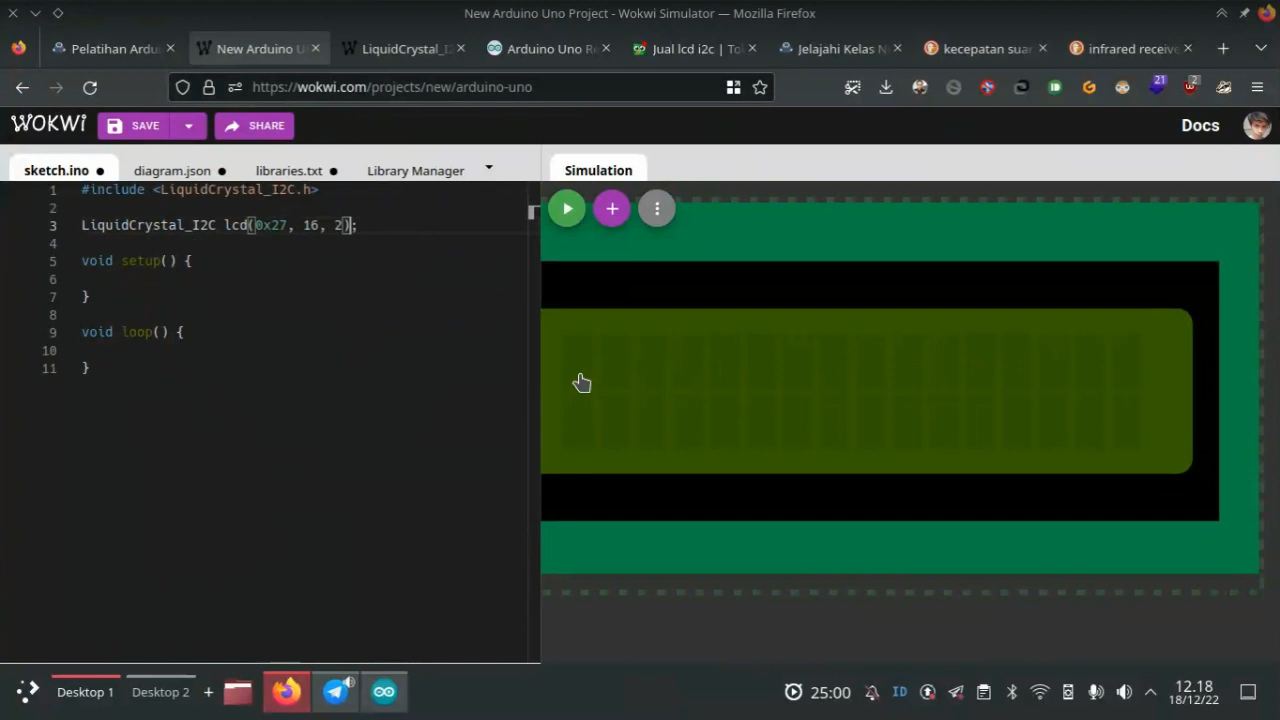 New Arduino Uno Project - Wokwi Simulator — Mozilla Firefox
Pelatihan Ardu
New Arduino U
LiquidCrystal_I2C
Arduino Uno Re
Jual lcd i2c | To
Jelajahi Kelas N
kecepatan suar
infrared receive
https://wokwi.com/projects/new/arduino-uno
21
2
WOKWi
SAVE
SHARE
Docs
sketch.ino
diagram.json
libraries.txt
Library Manager
Simulation
1 #include <LiquidCrystal_I2C.h>
2
3 LiquidCrystal_I2C lcd(0x27, 16, 2);
4
5 void setup() {
6
7 }
8
9 void loop() {
10
11 }
Desktop 1
Desktop 2
25:00
ID
12.18
18/12/22